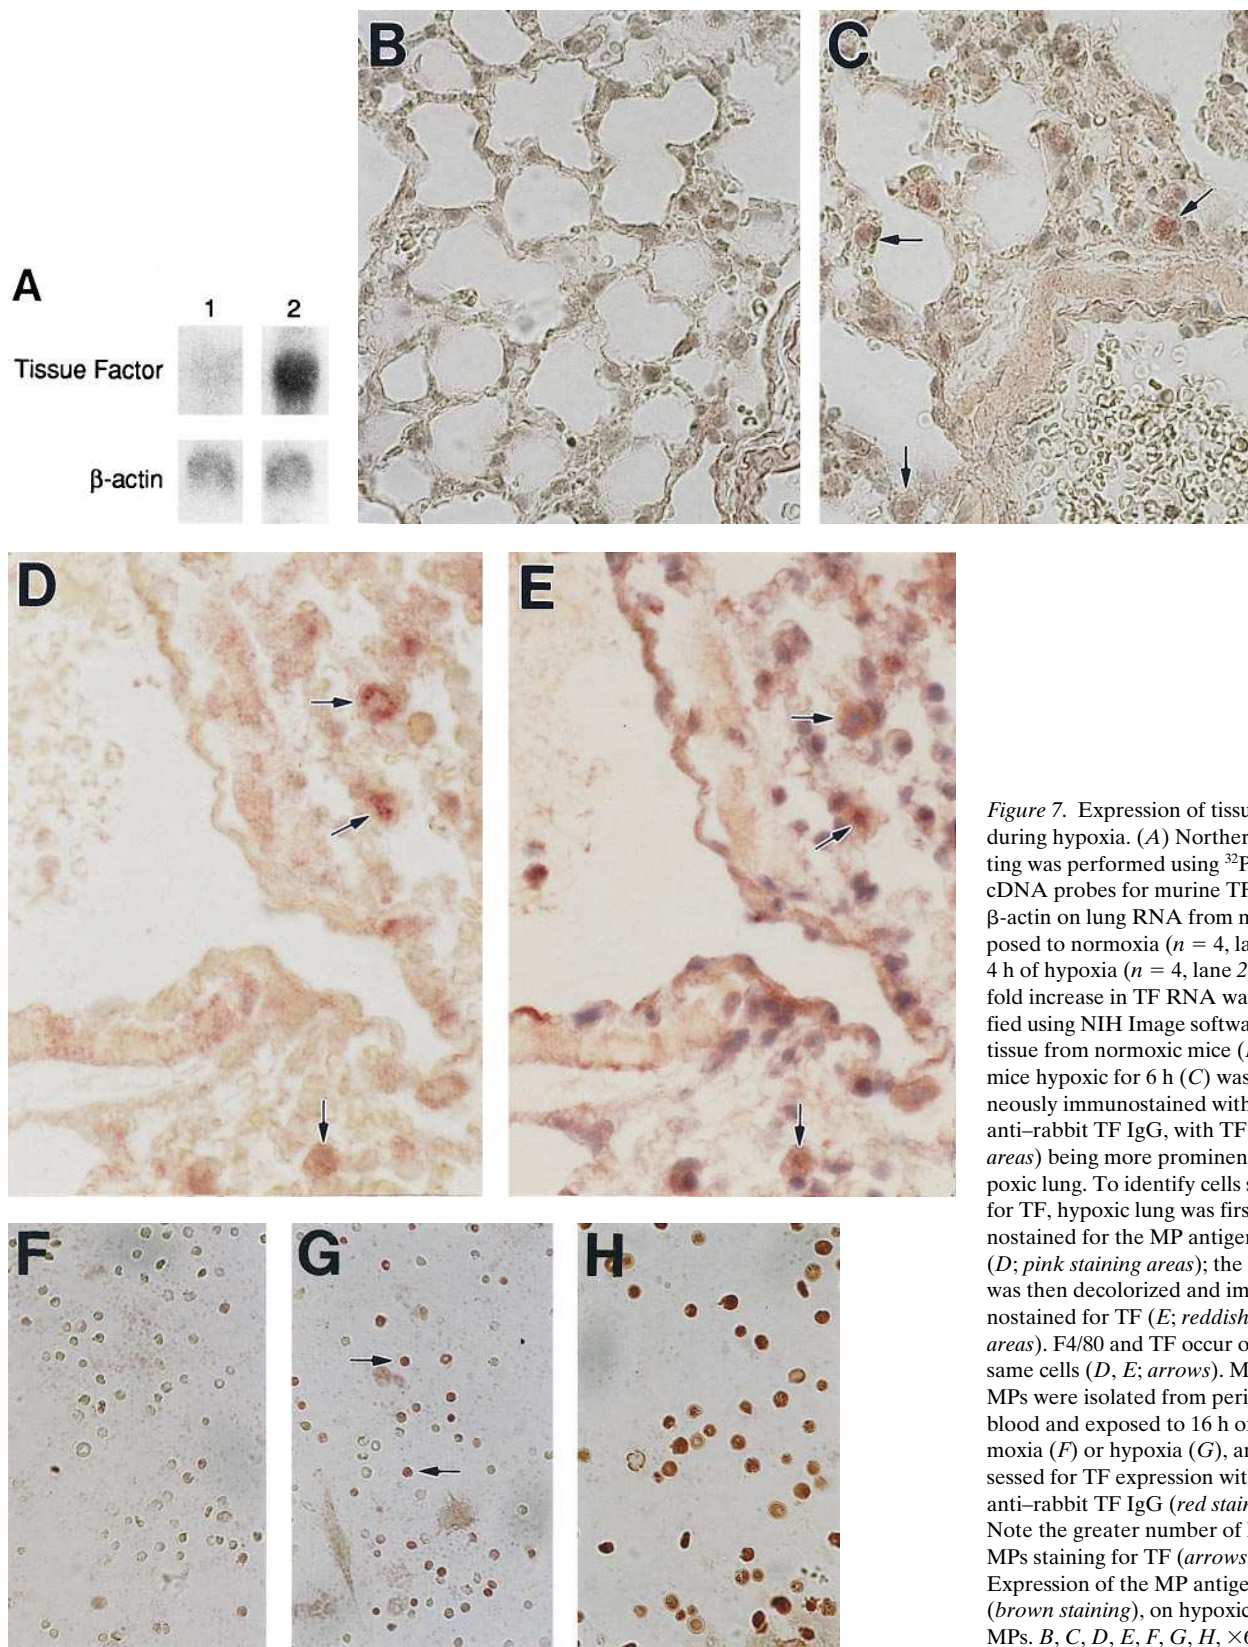 A
1 2
Tissue Factor
β-actin
B
C
D
E
F
G
H
Figure 7. Expression of tissu
during hypoxia. (A) Norther
ting was performed using ³²P
cDNA probes for murine TF
β-actin on lung RNA from m
posed to normoxia (n = 4, la
4 h of hypoxia (n = 4, lane 2
fold increase in TF RNA wa
fied using NIH Image softwa
tissue from normoxic mice (
mice hypoxic for 6 h (C) was
neously immunostained with
anti–rabbit TF IgG, with TF
areas) being more prominen
poxic lung. To identify cells s
for TF, hypoxic lung was firs
nostained for the MP antigen
(D; pink staining areas); the
was then decolorized and im
nostained for TF (E; reddish
areas). F4/80 and TF occur o
same cells (D, E; arrows). M
MPs were isolated from peri
blood and exposed to 16 h o
moxia (F) or hypoxia (G), an
sessed for TF expression wit
anti–rabbit TF IgG (red stain
Note the greater number of
MPs staining for TF (arrows
Expression of the MP antige
(brown staining), on hypoxic
MPs. B, C, D, E, F, G, H, ×